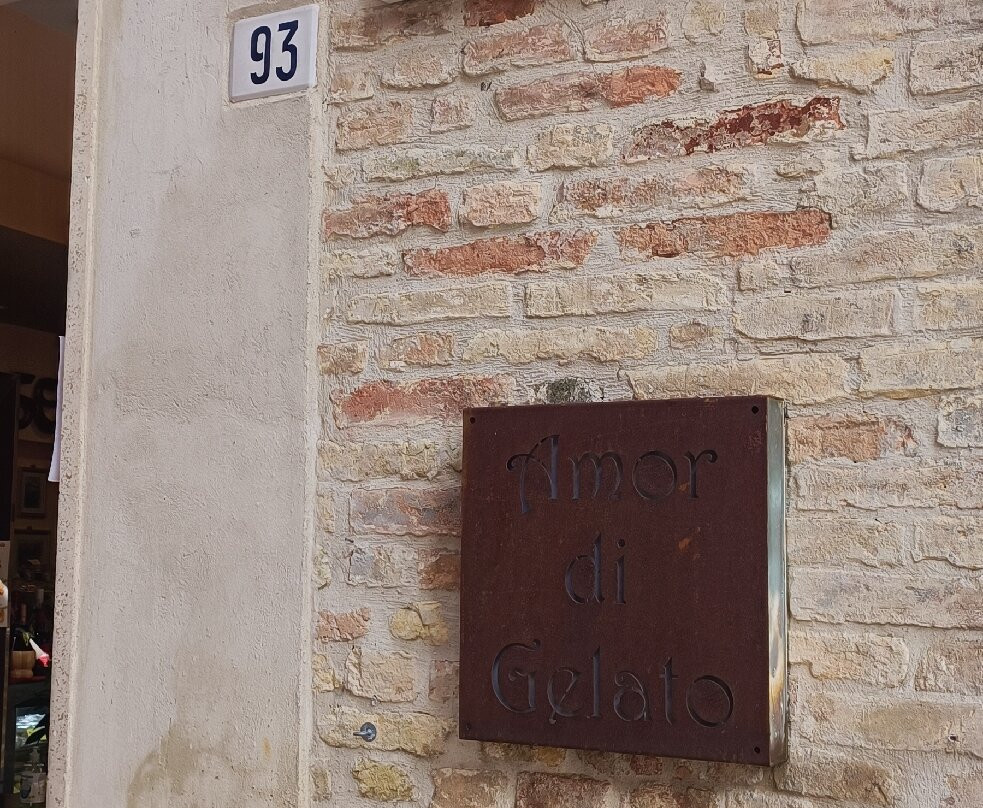 93
Amor
di
Gelato